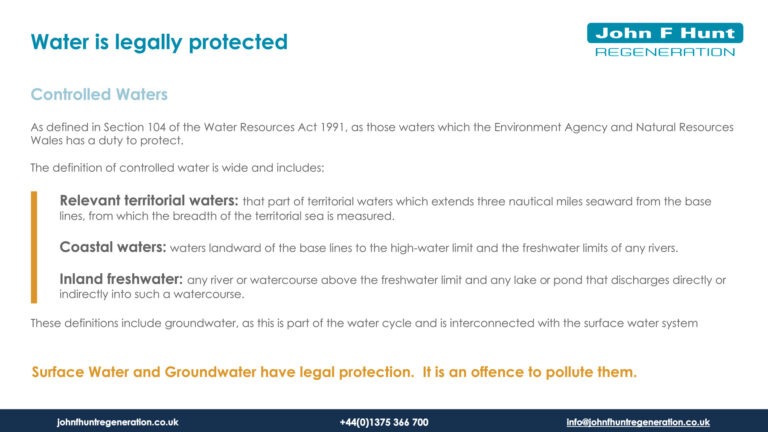 Water is legally protected
John F Hunt
REGENERATION
Controlled Waters
As defined in Section 104 of the Water Resources Act 1991, as those waters which the Environment Agency and Natural Resources
Wales has a duty to protect.
The definition of controlled water is wide and includes:
Relevant territorial waters: that part of territorial waters which extends three nautical miles seaward from the base
lines, from which the breadth of the territorial sea is measured.
Coastal waters: waters landward of the base lines to the high-water limit and the freshwater limits of any rivers.
Inland freshwater: any river or watercourse above the freshwater limit and any lake or pond that discharges directly or
indirectly into such a watercourse.
These definitions include groundwater, as this is part of the water cycle and is interconnected with the surface water system
Surface Water and Groundwater have legal protection. It is an offence to pollute them.
johnfhuntregeneration.co.uk
+44(0)1375 366 700
info@johnfhuntregeneration.co.uk